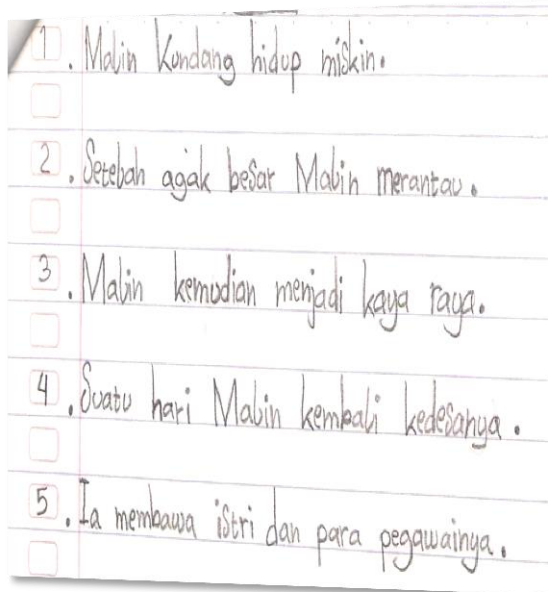 1. Malin Kundang hidup miskin.
2. Setelah agak besar Malin merantau.
3. Malin kemudian menjadi kaya raya.
4. Suatu hari Malin kembali kedesanya.
5. Ia membawa istri dan para pegawainya.